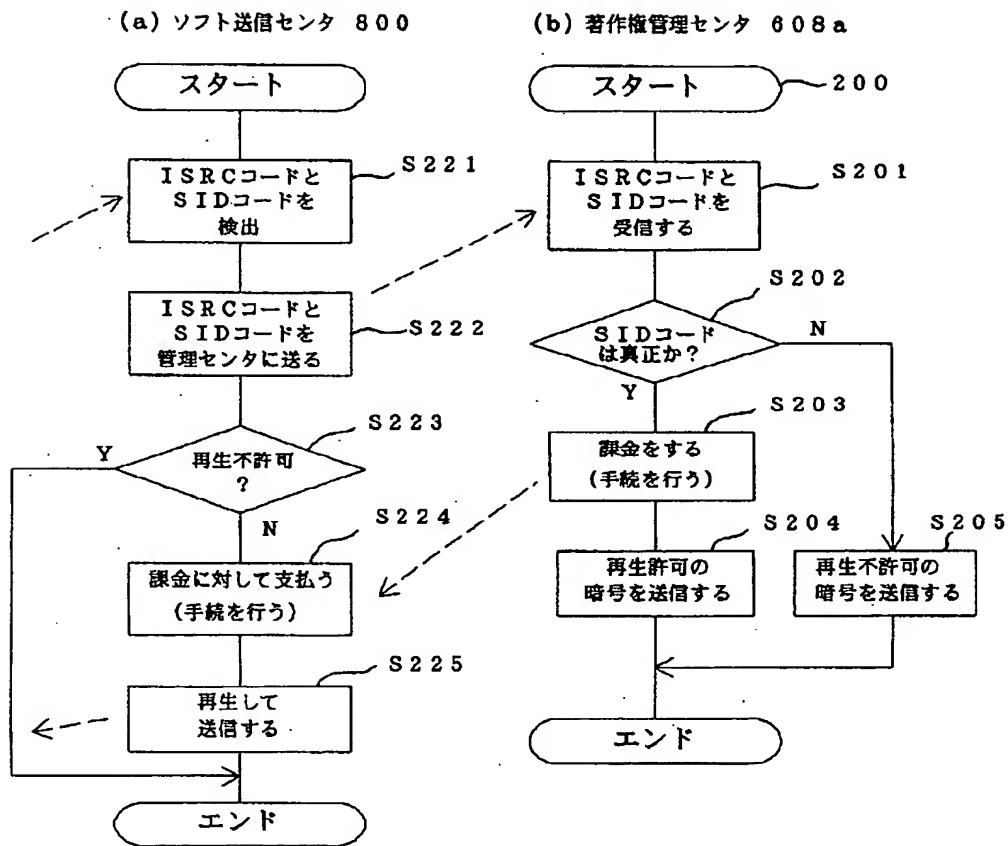 (a) ソフト送信センタ 800
スタート
S221
ISRCコードと
SIDコードを
検出
S222
ISRCコードと
SIDコードを
管理センタに送る
S223
再生不許可
?
Y
N
S224
課金に対して支払う
(手続を行う)
S225
再生して
送信する
エンド
(b) 著作権管理センタ 608a
スタート
200
S201
ISRCコードと
SIDコードを
受信する
S202
SIDコード
は真正か?
N
Y
S203
課金をする
(手続を行う)
S204
再生許可の
暗号を送信する
S205
再生不許可の
暗号を送信する
エンド